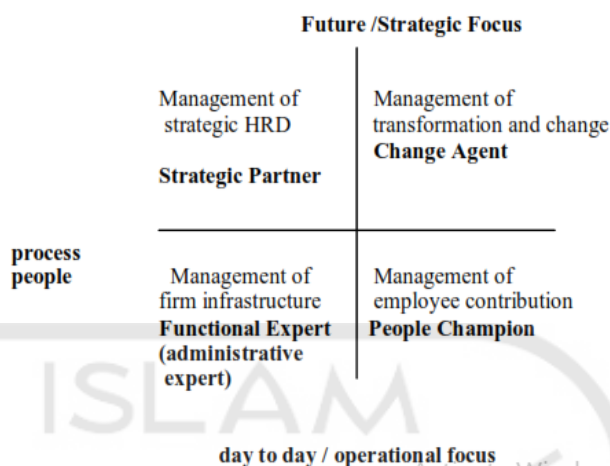 Future /Strategic Focus
Management of
strategic HRD
Strategic Partner
Management of
transformation and change
Change Agent
process
people
Management of
firm infrastructure
Functional Expert
(administrative
expert)
Management of
employee contribution
People Champion
ISLAM
day to day / operational focus